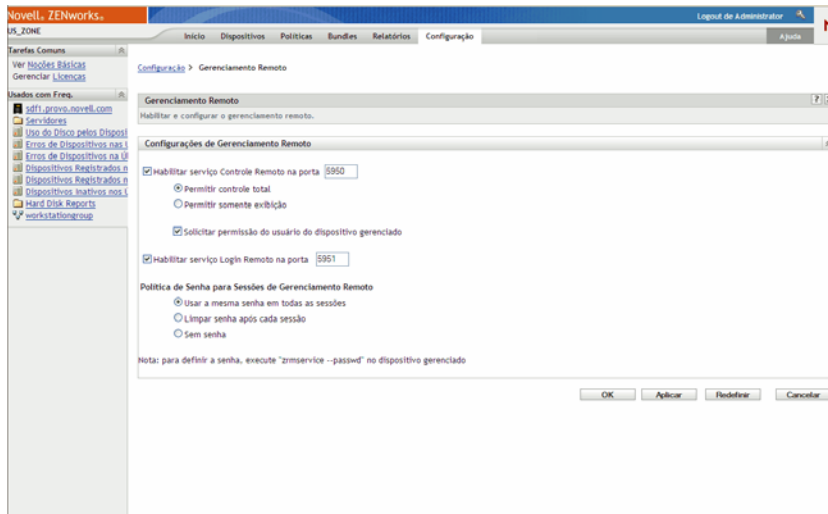 Novell® ZENworks®
Logout de Administrator
US_ZONE
Início Dispositivos Políticas Bundles Relatórios Configuração
Ajuda
Tarefas Comuns
Ver Noções Básicas
Gerenciar Licenças
Usados com Freq.
sdf1.provo.novell.com
Servidores
Uso do Disco pelos Disposi
Erros de Dispositivos nas
Erros de Dispositivos na Ú
Dispositivos Registrados n
Dispositivos Registrados n
Dispositivos Inativos nos
Hard Disk Reports
workstationgroup
Configuração > Gerenciamento Remoto
Gerenciamento Remoto
Habilitar e configurar o gerenciamento remoto.
Configurações de Gerenciamento Remoto
Habilitar serviço Controle Remoto na porta 5950
Permitir controle total
Permitir somente exibição
Solicitar permissão do usuário do dispositivo gerenciado
Habilitar serviço Login Remoto na porta 5951
Política de Senha para Sessões de Gerenciamento Remoto
Usar a mesma senha em todas as sessões
Limpar senha após cada sessão
Sem senha
Nota: para definir a senha, execute "zrmservice --passwd" no dispositivo gerenciado
OK Aplicar Redefinir Cancelar